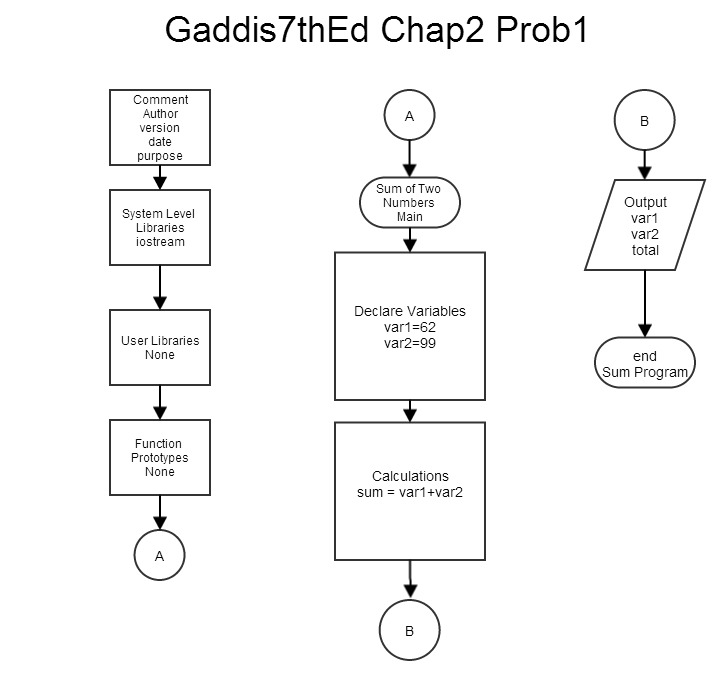 Gaddis7thEd Chap2 Prob1
Comment
Author
version
date
purpose
System Level
Libraries
iostream
User Libraries
None
Function
Prototypes
None
A
A
Sum of Two
Numbers
Main
Declare Variables
var1=62
var2=99
Calculations
sum = var1+var2
B
B
Output
var1
var2
total
end
Sum Program